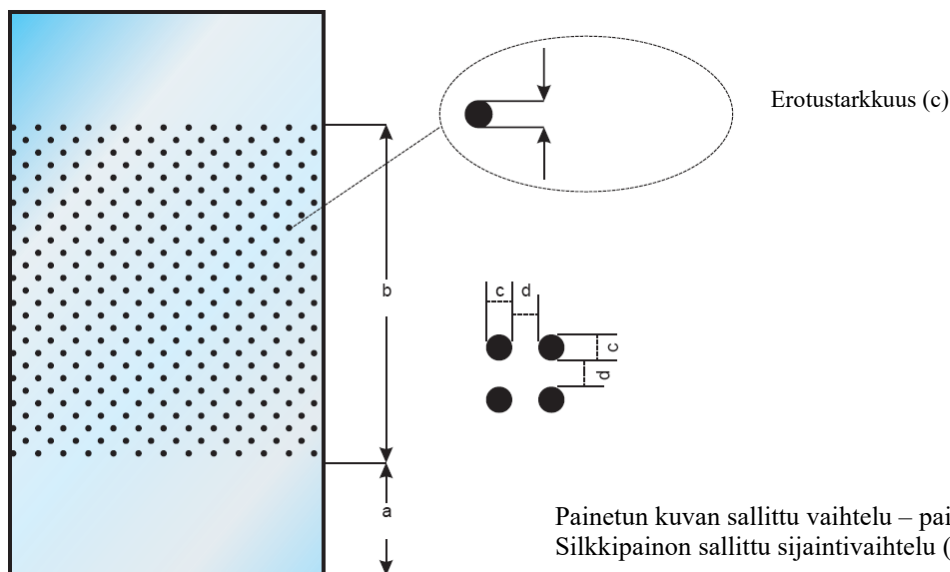 Erotustarkkuus (c)
b
c d
c
d
a
Painetun kuvan sallittu vaihtelu – pai
Silkkipainon sallittu sijaintivaihtelu (